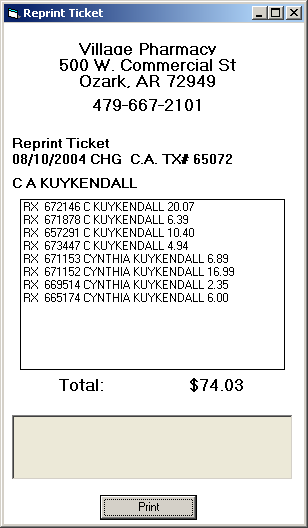 Reprint Ticket
Village Pharmacy
500 W. Commercial St
Ozark, AR 72949
479-667-2101
Reprint Ticket
08/10/2004 CHG C.A. TX# 65072
C A KUYKENDALL
RX 672146 C KUYKENDALL 20.07
RX 671878 C KUYKENDALL 6.39
RX 657291 C KUYKENDALL 10.40
RX 673447 C KUYKENDALL 4.94
RX 671153 CYNTHIA KUYKENDALL 6.89
RX 671152 CYNTHIA KUYKENDALL 16.99
RX 669514 CYNTHIA KUYKENDALL 2.35
RX 665174 CYNTHIA KUYKENDALL 6.00
Total: $74.03
Print